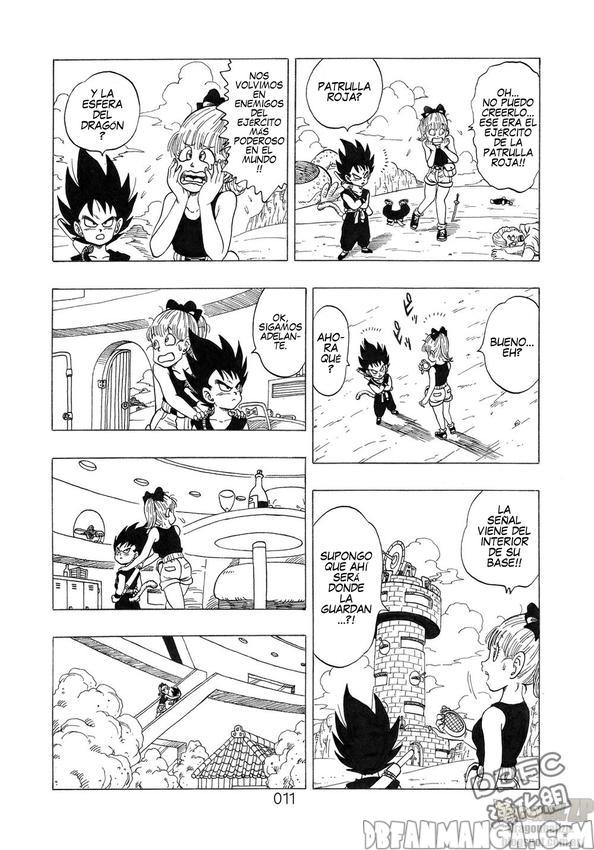 OH...
NO PUEDO
CREERLO...
ESE ERA EL
EJÉRCITO
DE LA
PATRULLA
ROJA!!
PATRULLA
ROJA?
NOS
VOLVIMOS
EN
ENEMIGOS
DEL
EJÉRCITO
MÁS
PODEROSO
EN EL
MUNDO
!!
Y LA
ESFERA
DEL
DRAGÓN
?
BUENO...
EH?
AHO-
RA
QUÉ
?
LA
SEÑAL
VIENE DEL
INTERIOR
DE SU
BASE!!
SUPONGO
QUE AHÍ
SERÁ
DONDE
LA
GUARDAN
...?!
OK,
SIGAMOS
ADELAN-
TE.
011
DBFC
DBFANMANGA.COM